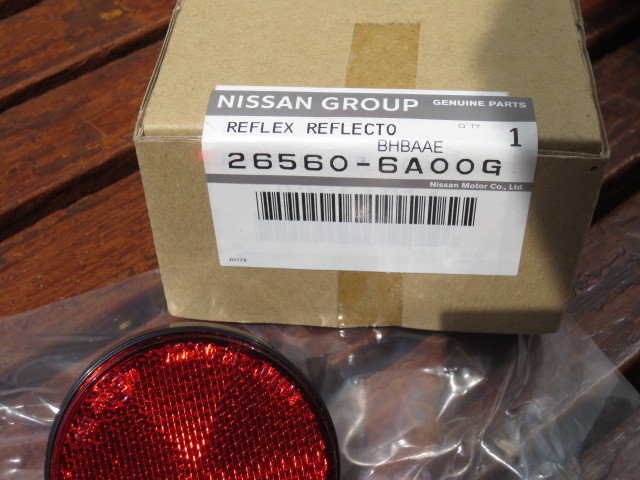 NISSAN GROUP GENUINE PARTS
REFLEX REFLECTO Q'TY 1
BHBAAE
26560-6A00G
Nissan Motor Co., Ltd.